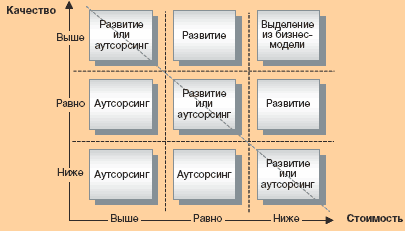 Качество
Выше
Развитие
или
аутсорсинг
Развитие
Выделение
из бизнес-
модели
Равно
Аутсорсинг
Развитие
или
аутсорсинг
Развитие
Ниже
Аутсорсинг
Аутсорсинг
Развитие
или
аутсорсинг
Выше
Равно
Ниже
Стоимость